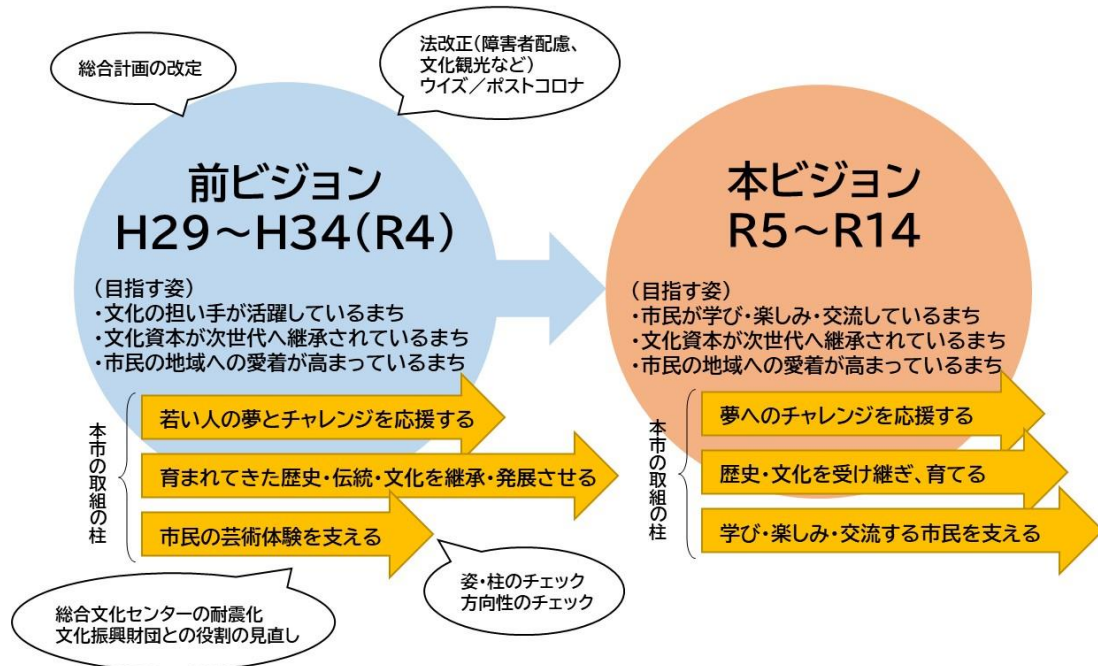 総合計画の改定
法改正(障害者配慮、
文化観光など)
ウイズ／ポストコロナ
前ビジョン
H29～H34(R4)
(目指す姿)
・文化の担い手が活躍しているまち
・文化資本が次世代へ継承されているまち
・市民の地域への愛着が高まっているまち
本市の取組の柱
若い人の夢とチャレンジを応援する
育まれてきた歴史・伝統・文化を継承・発展させる
市民の芸術体験を支える
総合文化センターの耐震化
文化振興財団との役割の見直し
姿・柱のチェック
方向性のチェック
本ビジョン
R5～R14
(目指す姿)
・市民が学び・楽しみ・交流しているまち
・文化資本が次世代へ継承されているまち
・市民の地域への愛着が高まっているまち
本市の取組の柱
夢へのチャレンジを応援する
歴史・文化を受け継ぎ、育てる
学び・楽しみ・交流する市民を支える